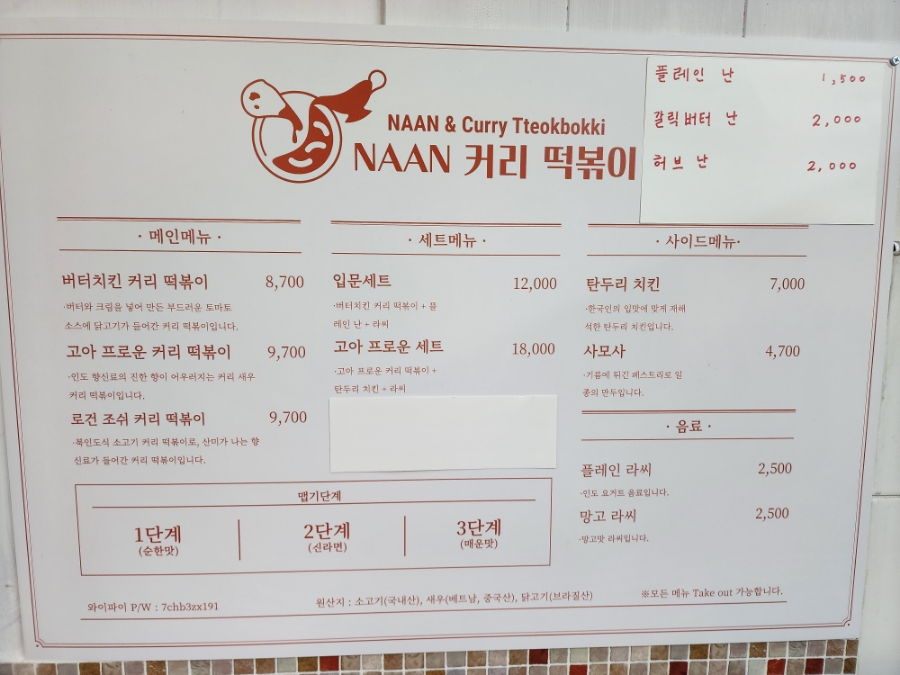 NAAN & Curry Tteokbokki
NAAN 커리 떡볶이
플레인 난 1,500
갈릭버터 난 2,000
허브 난 2,000
· 메인메뉴 ·
버터치킨 커리 떡볶이 8,700
·버터와 크림을 넣어 만든 부드러운 토마토
소스에 닭고기가 들어간 커리 떡볶이입니다.
고아 프로운 커리 떡볶이 9,700
·인도 향신료의 진한 향이 어우러지는 커리 새우
커리 떡볶이입니다.
로건 조쉬 커리 떡볶이 9,700
·북인도식 소고기 커리 떡볶이로, 산미가 나는 향
신료가 들어간 커리 떡볶이입니다.
· 세트메뉴 ·
입문세트 12,000
·버터치킨 커리 떡볶이 + 플
레인 난 + 라씨
고아 프로운 세트 18,000
·고아 프로운 커리 떡볶이 +
탄두리 치킨 + 라씨
· 사이드메뉴·
탄두리 치킨 7,000
·한국인의 입맛에 맞게 재해
석한 탄두리 치킨입니다.
사모사 4,700
·기름에 튀긴 페스트리로 일
종의 만두입니다.
· 음료 ·
플레인 라씨 2,500
·인도 요거트 음료입니다.
망고 라씨 2,500
·망고맛 라씨입니다.
맵기단계
1단계 2단계 3단계
(순한맛) (신라면) (매운맛)
와이파이 P/W : 7chb3zx191
원산지 : 소고기(국내산), 새우(베트남, 중국산), 닭고기(브라질산)
※모든 메뉴 Take out 가능합니다.